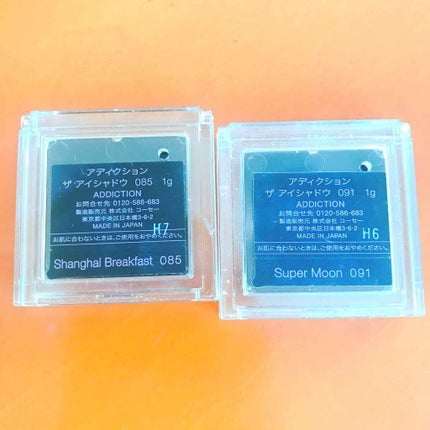 アディクション
ザ アイシャドウ 085 1g
ADDICTION
お問合せ先 0120-586-683
製造販売元 株式会社 コーセー
東京都中央区日本橋3-6-2
MADE IN JAPAN
H7
お肌に合わないときは、ご使用をおやめください。
Shanghai Breakfast 085
アディクション
ザ アイシャドウ 091 1g
ADDICTION
お問合せ先 0120-586-683
製造販売元 株式会社 コーセー
東京都中央区日本橋3-6-2
MADE IN JAPAN
H6
お肌に合わないときは、ご使用をおやめください。
Super Moon 091